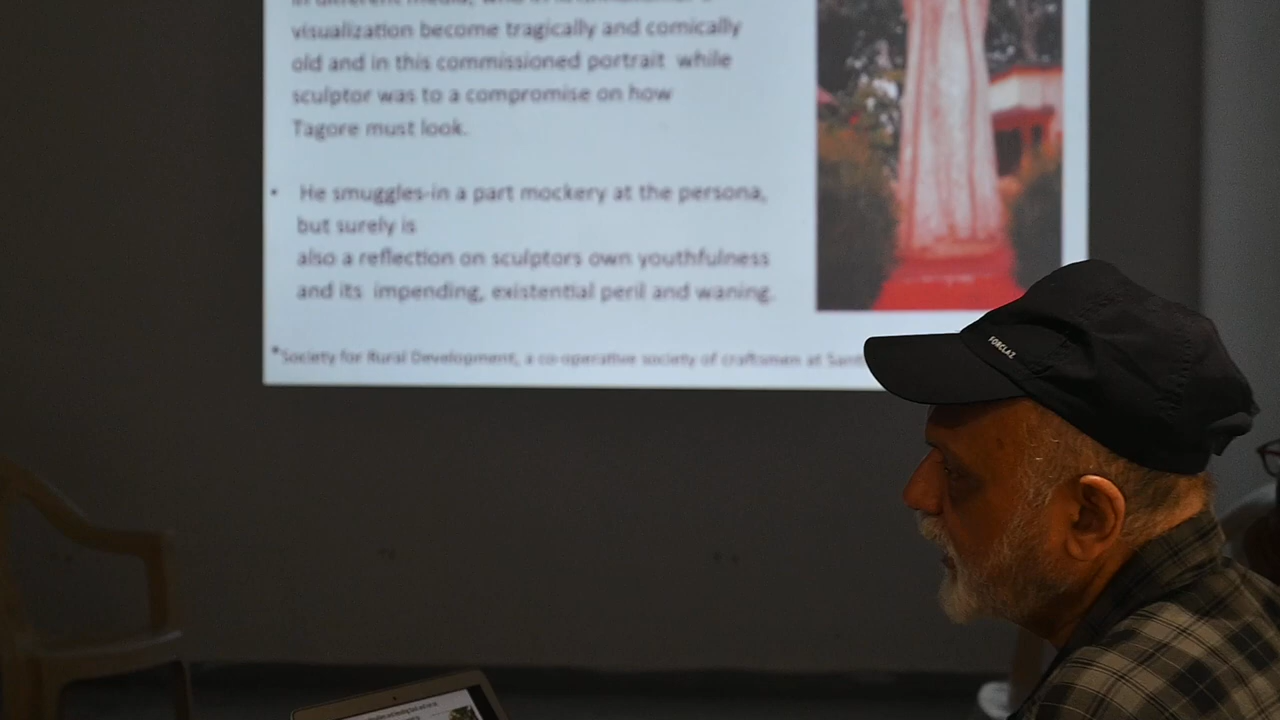 visualization become tragically and comically
old and in this commissioned portrait while
sculptor was to a compromise on how
Tagore must look.
• He smuggles-in a part mockery at the persona,
but surely is
also a reflection on sculptors own youthfulness
and its impending, existential peril and waning.
*Society for Rural Development, a co-operative society of craftsmen at
FORCLAZ